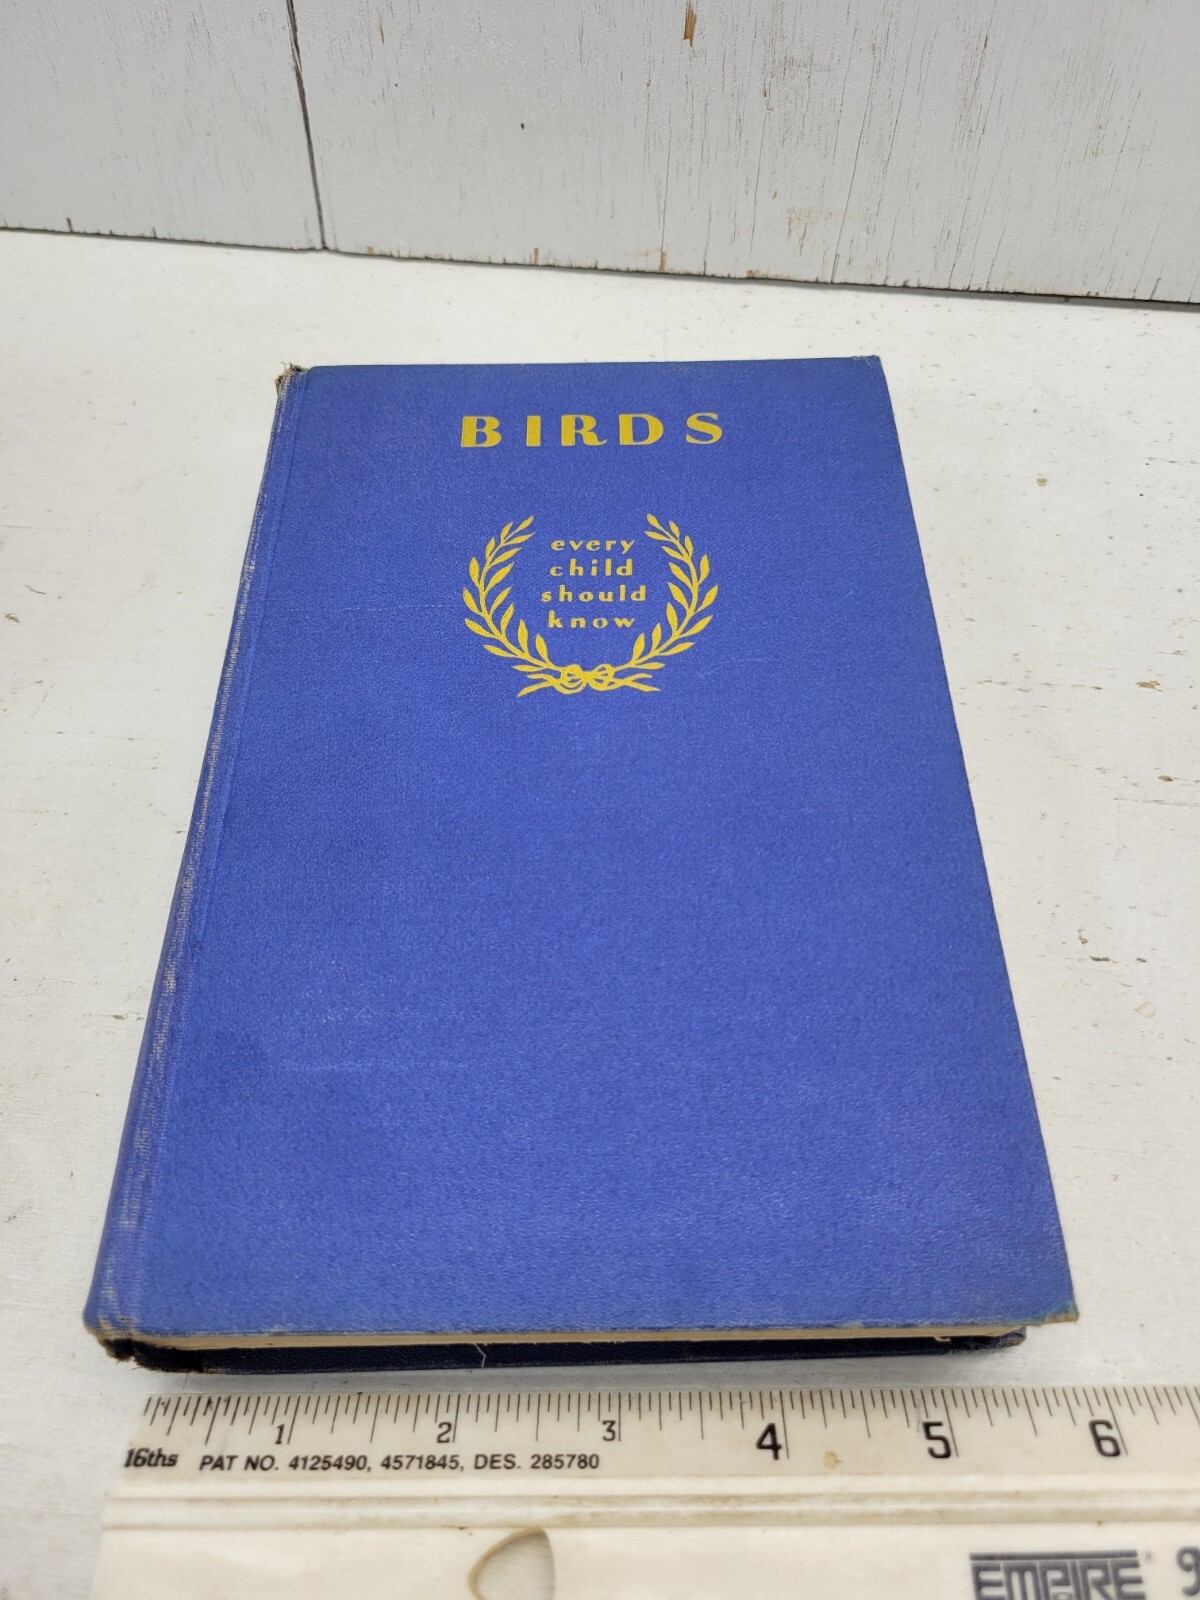 BIRDS
every
child
should
know
1 2 3 4 5 6
16ths PAT NO. 4125490, 4571845, DES. 285780
EMPIRE ® 9